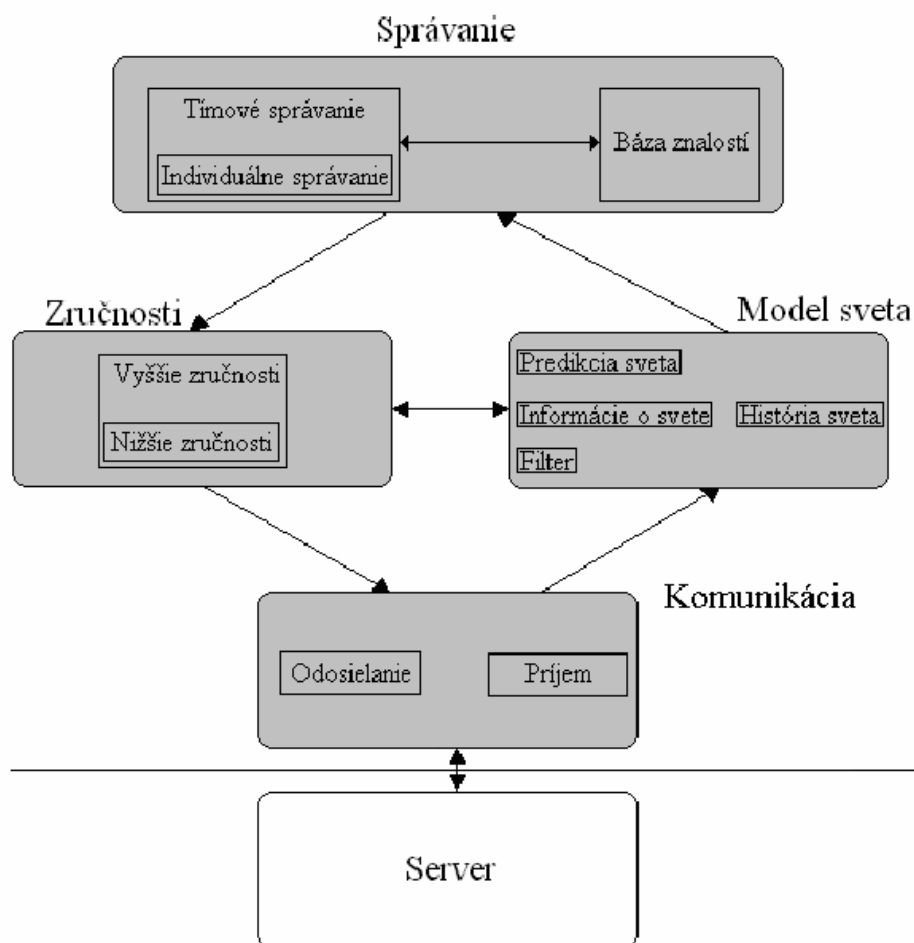 Správanie
Tímové správanie
Individuálne správanie
Báza znalostí
Zručnosti
Vyššie zručnosti
Nižšie zručnosti
Model sveta
Predikcia sveta
Informácie o svete
História sveta
Filter
Komunikácia
Odosielanie
Príjem
Server